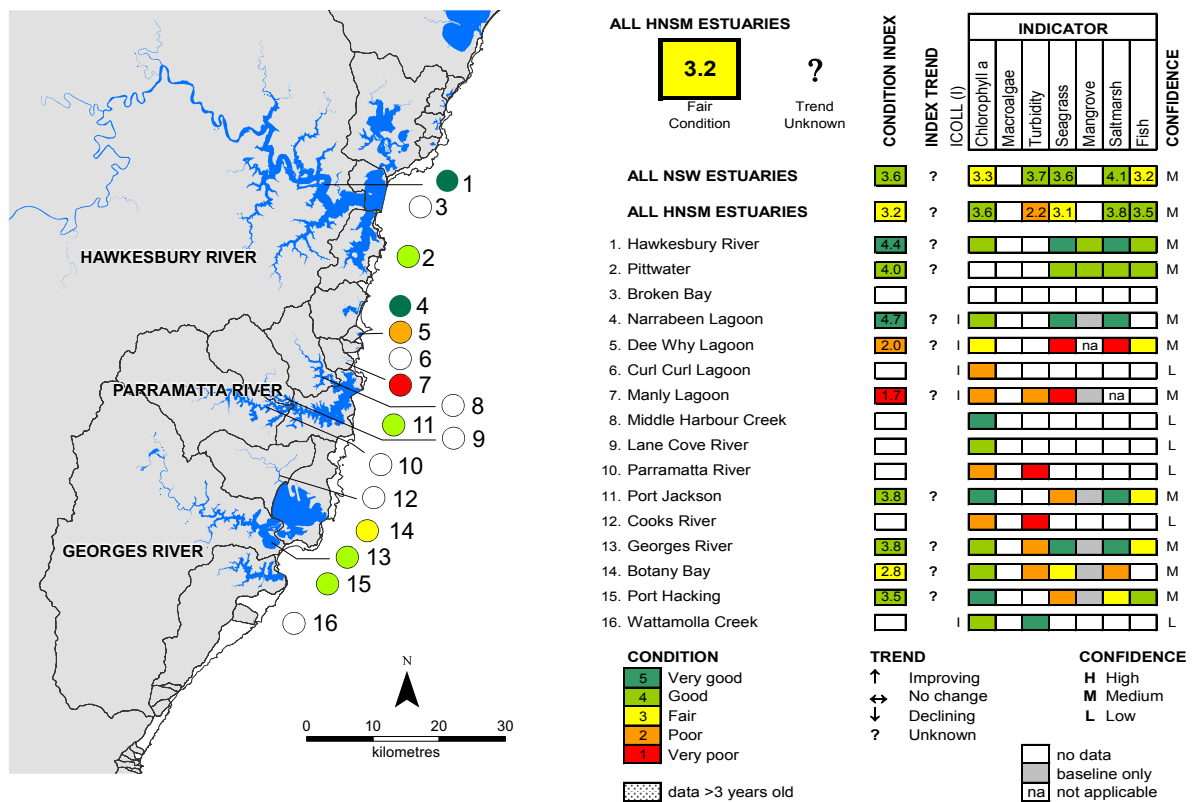 HAWKESBURY RIVER
PARRAMATTA RIVER
GEORGES RIVER
1
3
2
4
5
6
7
8
11
9
10
12
14
13
15
16
N
0 10 20 30
kilometres
ALL HNSM ESTUARIES
3.2 ?
Fair Condition
Trend Unknown
CONDITION INDEX
INDEX TREND
ICOLL (I)
INDICATOR
Chlorophyll a
Macroalgae
Turbidity
Seagrass
Mangrove
Saltmarsh
Fish
CONFIDENCE
ALL NSW ESTUARIES 3.6 ? 3.3 3.7 3.6 4.1 3.2 M
ALL HNSM ESTUARIES 3.2 ? 3.6 2.2 3.1 3.8 3.5 M
1. Hawkesbury River 4.4 ? M
2. Pittwater 4.0 ? M
3. Broken Bay
4. Narrabeen Lagoon 4.7 ? I M
5. Dee Why Lagoon 2.0 ? I na M
6. Curl Curl Lagoon I L
7. Manly Lagoon 1.7 ? I na M
8. Middle Harbour Creek L
9. Lane Cove River L
10. Parramatta River L
11. Port Jackson 3.8 ? M
12. Cooks River L
13. Georges River 3.8 ? M
14. Botany Bay 2.8 ? M
15. Port Hacking 3.5 ? M
16. Wattamolla Creek I L
CONDITION
5 Very good
4 Good
3 Fair
2 Poor
1 Very poor
data >3 years old
TREND
↑ Improving
↔ No change
↓ Declining
? Unknown
CONFIDENCE
H High
M Medium
L Low
no data
baseline only
na not applicable